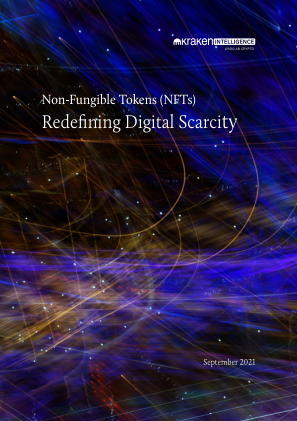 kraken INTELLIGENCE
Non-Fungible Tokens (NFTs)
Redefining Digital Scarcity
September 2021